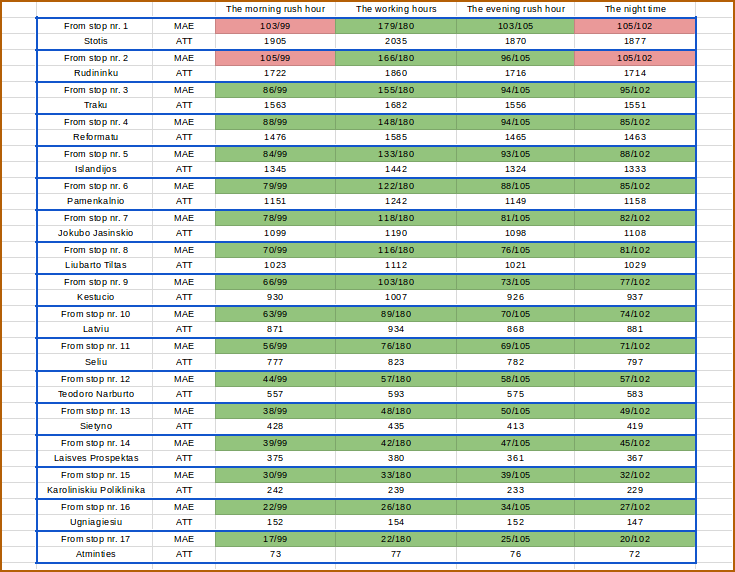 The morning rush hour The working hours The evening rush hour The night time
From stop nr. 1 MAE 103/99 179/180 103/105 105/102
Stotis ATT 1905 2035 1870 1877
From stop nr. 2 MAE 105/99 166/180 96/105 105/102
Rudininku ATT 1722 1860 1716 1714
From stop nr. 3 MAE 86/99 155/180 94/105 95/102
Traku ATT 1563 1682 1556 1551
From stop nr. 4 MAE 88/99 148/180 94/105 85/102
Reformatu ATT 1476 1585 1465 1463
From stop nr. 5 MAE 84/99 133/180 93/105 88/102
Islandijos ATT 1345 1442 1324 1333
From stop nr. 6 MAE 79/99 122/180 88/105 85/102
Pamenkalnio ATT 1151 1242 1149 1158
From stop nr. 7 MAE 78/99 118/180 81/105 82/102
Jokubo Jasinskio ATT 1099 1190 1098 1108
From stop nr. 8 MAE 70/99 116/180 76/105 81/102
Liubarto Tiltas ATT 1023 1112 1021 1029
From stop nr. 9 MAE 66/99 103/180 73/105 77/102
Kestucio ATT 930 1007 926 937
From stop nr. 10 MAE 63/99 89/180 70/105 74/102
Latviu ATT 871 934 868 881
From stop nr. 11 MAE 56/99 76/180 69/105 71/102
Seliu ATT 777 823 782 797
From stop nr. 12 MAE 44/99 57/180 58/105 57/102
Teodoro Narburto ATT 557 593 575 583
From stop nr. 13 MAE 38/99 48/180 50/105 49/102
Sietyno ATT 428 435 413 419
From stop nr. 14 MAE 39/99 42/180 47/105 45/102
Laisves Prospektas ATT 375 380 361 367
From stop nr. 15 MAE 30/99 33/180 39/105 32/102
Karoliniskiu Poliklinika ATT 242 239 233 229
From stop nr. 16 MAE 22/99 26/180 34/105 27/102
Ugniagiesiu ATT 152 154 152 147
From stop nr. 17 MAE 17/99 22/180 25/105 20/102
Atminties ATT 73 77 76 72